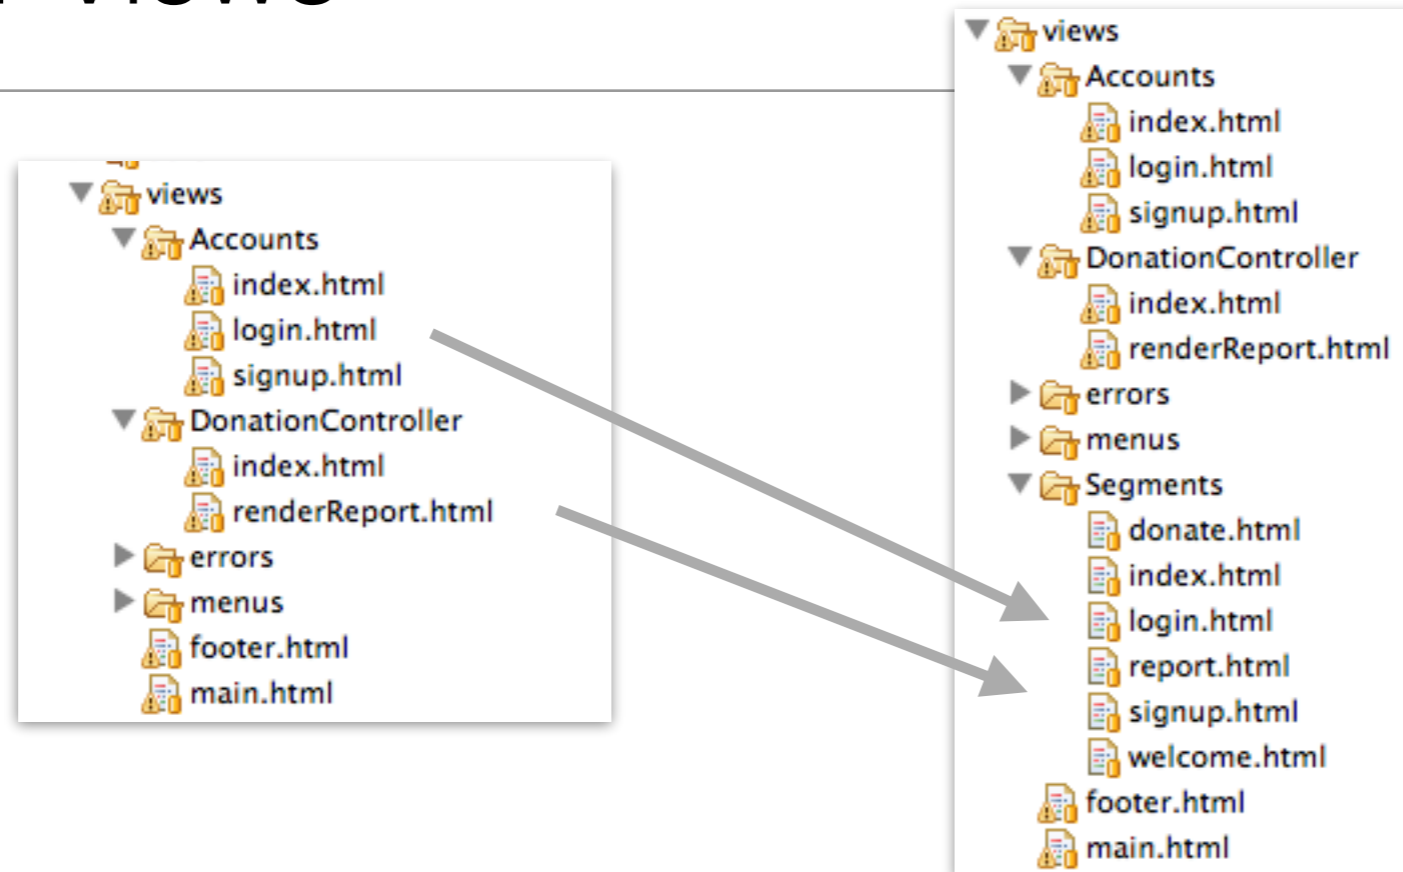 views
views
Accounts
index.html
login.html
signup.html
DonationController
index.html
renderReport.html
errors
menus
footer.html
main.html
views
Accounts
index.html
login.html
signup.html
DonationController
index.html
renderReport.html
errors
menus
Segments
donate.html
index.html
login.html
report.html
signup.html
welcome.html
footer.html
main.html